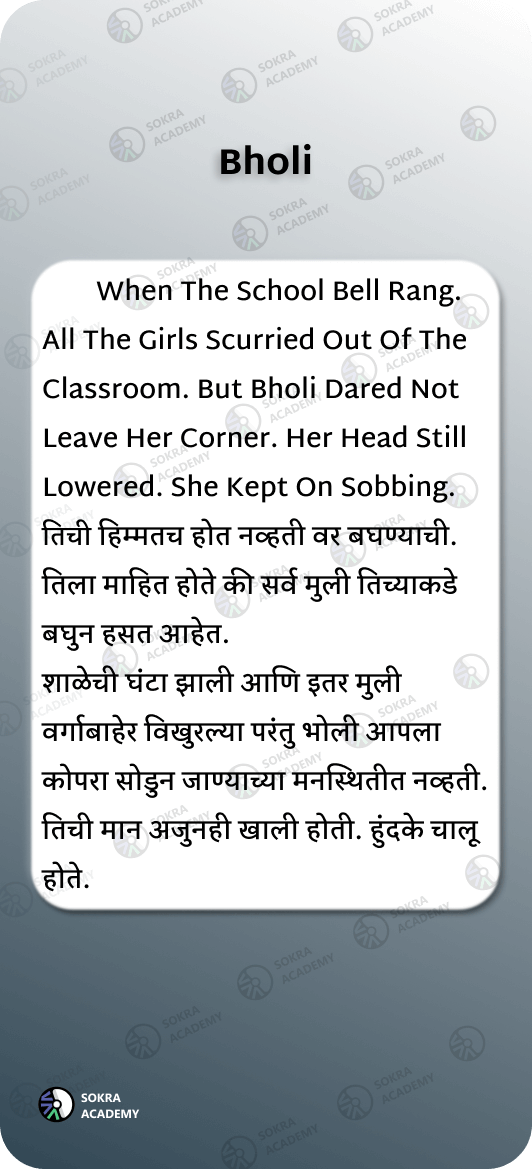 Bholi
When The School Bell Rang.
All The Girls Scurried Out Of The
Classroom. But Bholi Dared Not
Leave Her Corner. Her Head Still
Lowered. She Kept On Sobbing.
तिची हिम्मतच होत नव्हती वर बघण्याची.
तिला माहित होते की सर्व मुली तिच्याकडे
बघुन हसत आहेत.
शाळेची घंटा झाली आणि इतर मुली
वर्गाबाहेर विखुरल्या परंतु भोली आपला
कोपरा सोडुन जाण्याच्या मनस्थितीत नव्हती.
तिची मान अजुनही खाली होती. हुंदके चालू
होते.
SOKRA
ACADEMY